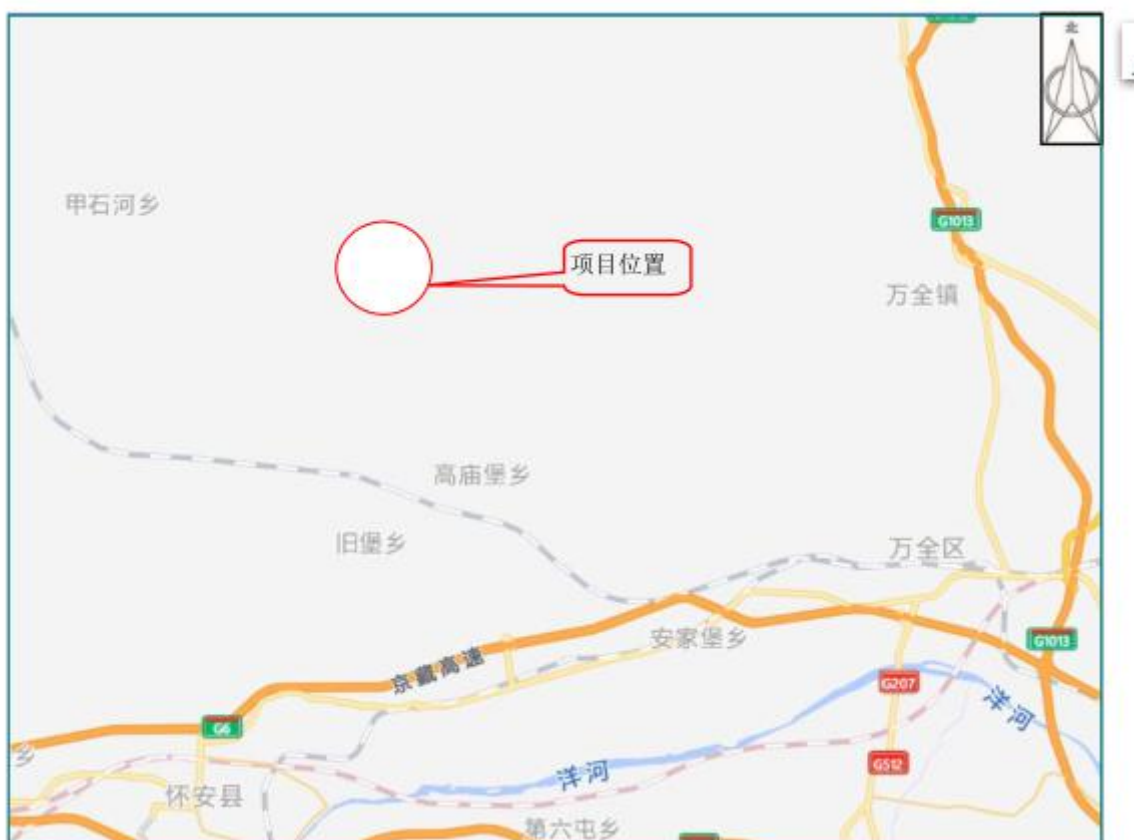 北
甲石河乡
G1013
项目位置
万全镇
高庙堡乡
旧堡乡
万全区
安家堡乡
G1013
京藏高速
G207
洋河
G6
乡
G512
洋河
怀安县
第六屯乡